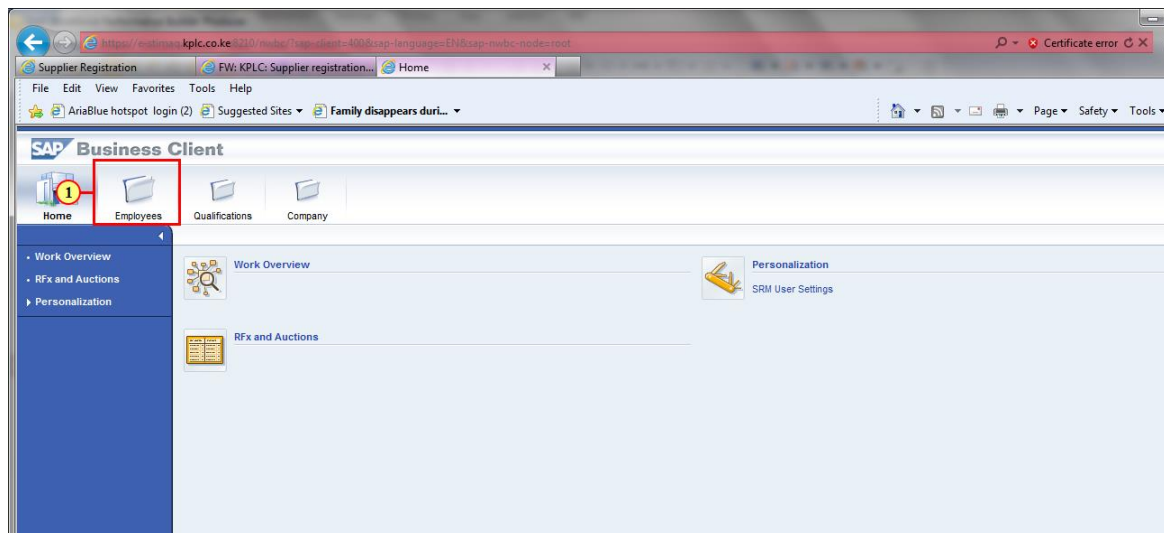 kplc.co.ke:8210/nwbc/?sap-client=400&sap-language=EN&sap-nwbc-node=root
Certificate error
Supplier Registration
FW: KPLC: Supplier registration...
Home
File Edit View Favorites Tools Help
AriaBlue hotspot login (2) Suggested Sites Family disappears duri...
Page Safety Tools
SAP Business Client
1
Home Employees Qualifications Company
Work Overview
RFx and Auctions
Personalization
Work Overview
Personalization
SRM User Settings
RFx and Auctions